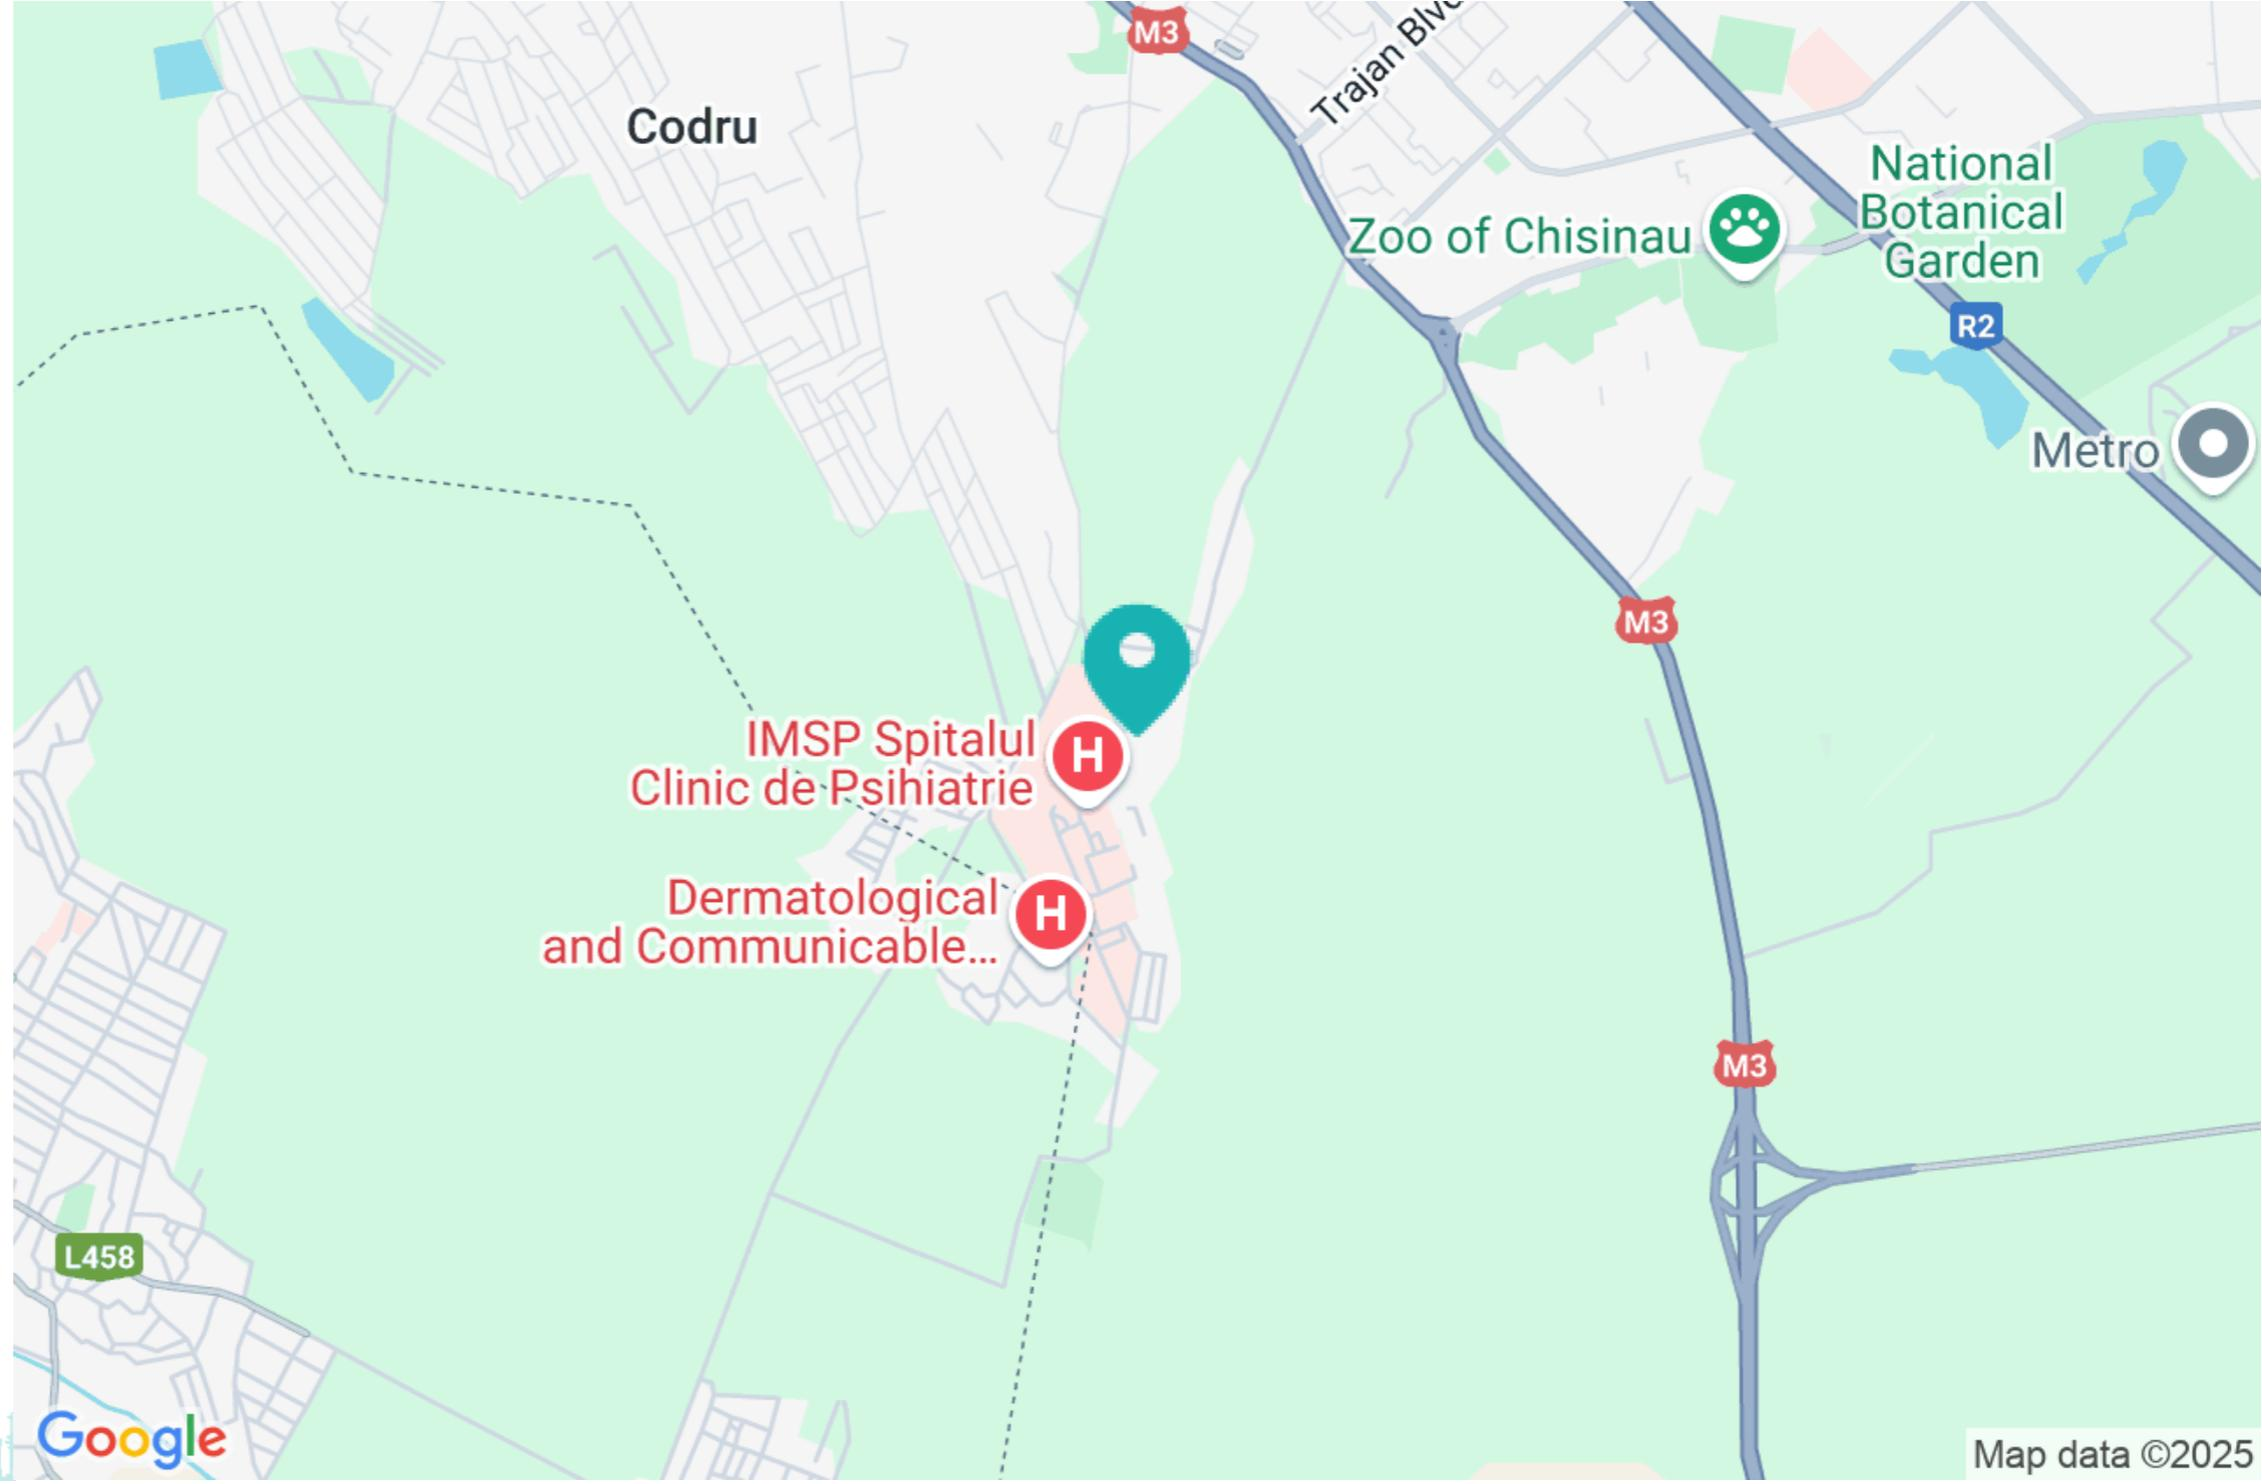 M3
Trajan Blvd
Codru
National
Botanical
Garden
Zoo of Chisinau
R2
Metro
M3
IMSP Spitalul
Clinic de Psihiatrie
H
Dermatological
and Communicable...
H
M3
L458
Google
Map data ©2025